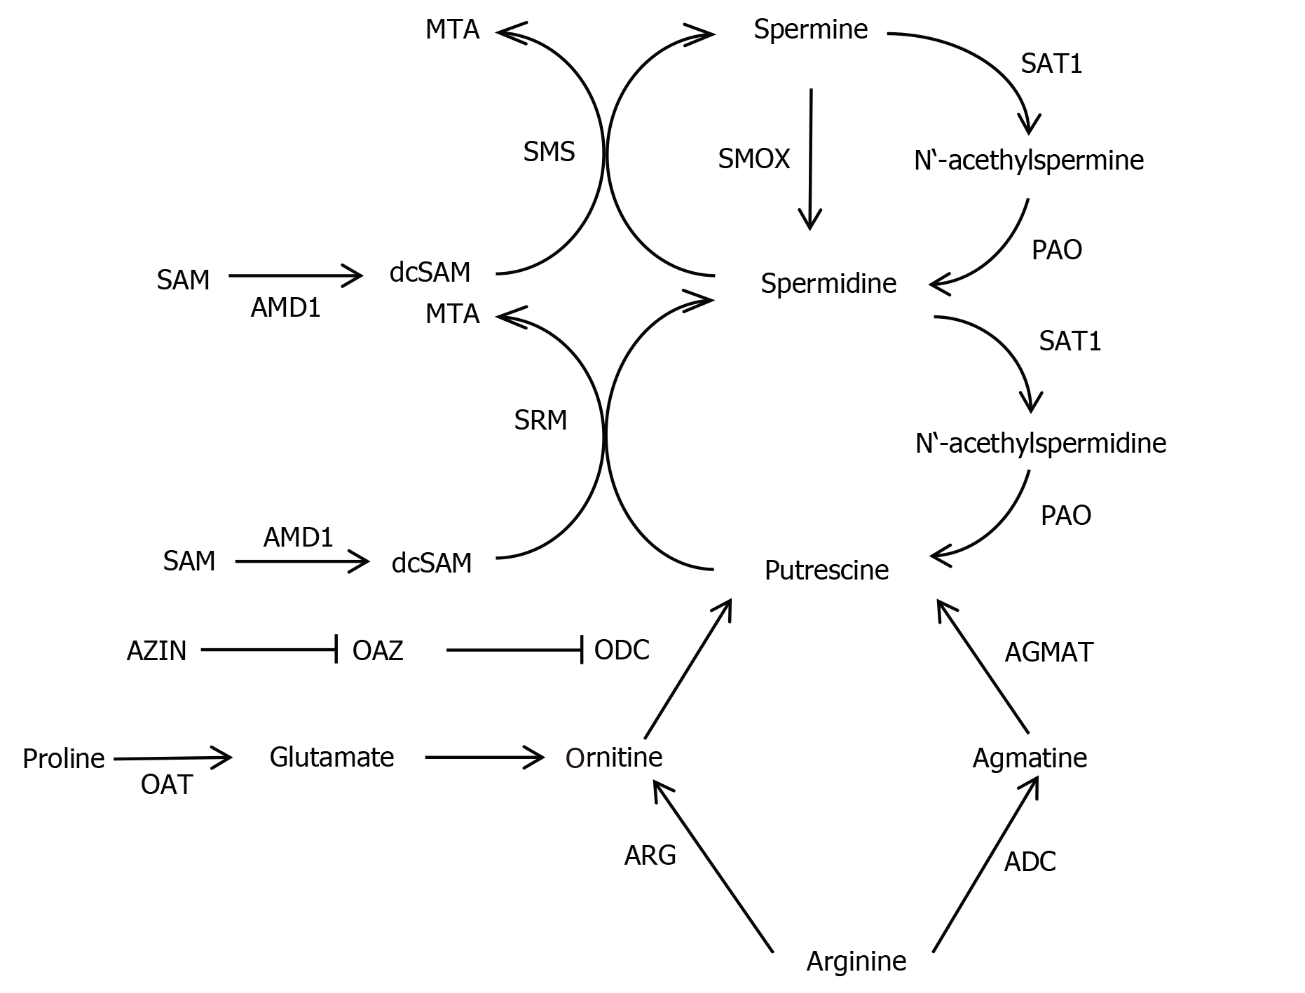 MTA
Spermine
SAT1
SMS
SMOX
N‘-acethylspermine
PAO
SAM
AMD1
dcSAM
Spermidine
MTA
SAT1
SRM
N‘-acethylspermidine
PAO
AMD1
SAM
dcSAM
Putrescine
AZIN
OAZ
ODC
AGMAT
Proline
OAT
Glutamate
Ornitine
Agmatine
ARG
ADC
Arginine